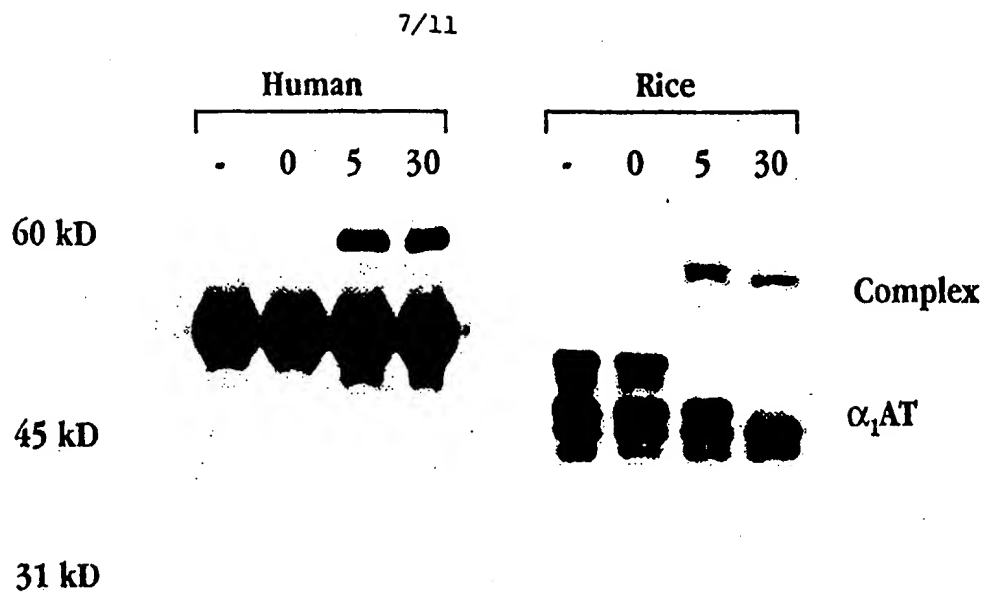 7/11
Human Rice
- 0 5 30 - 0 5 30
60 kD
Complex
α₁AT
45 kD
31 kD